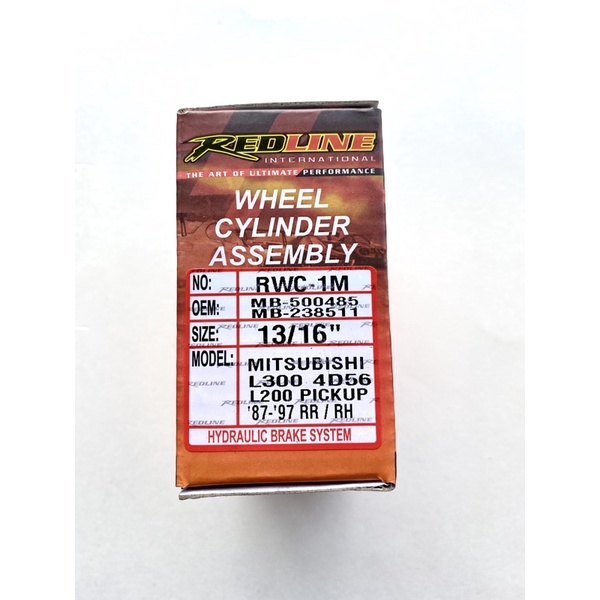 REDLINE
INTERNATIONAL
THE ART OF ULTIMATE PERFORMANCE
WHEEL
CYLINDER
ASSEMBLY
NO: RWC-1M
OEM: MB-500485
MB-238511
SIZE: 13/16"
MODEL: MITSUBISHI
L300 4D56
L200 PICKUP
'87-'97 RR / RH
HYDRAULIC BRAKE SYSTEM